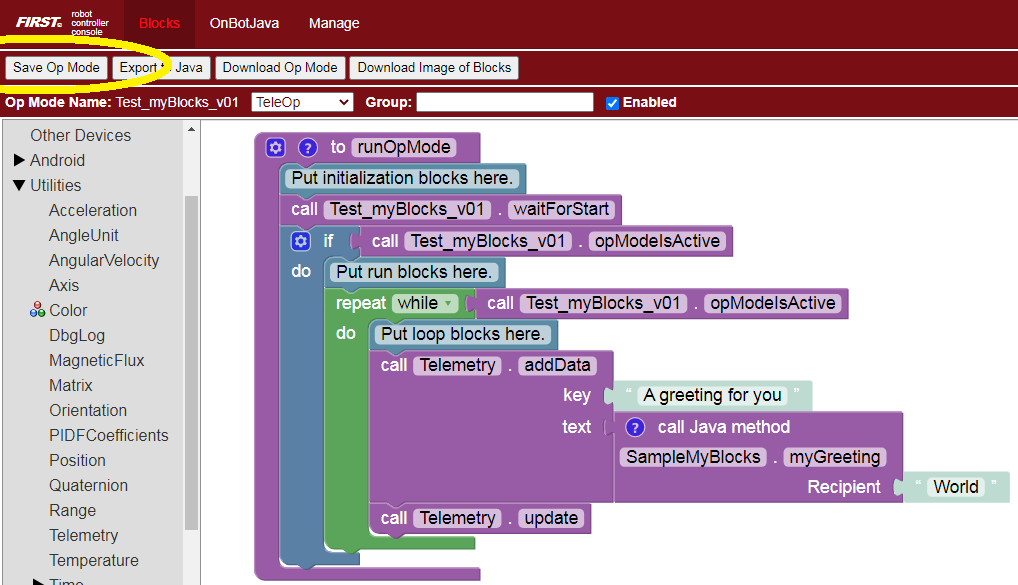 FIRST. robot controller console Blocks OnBotJava Manage
Save Op Mode Export Java Download Op Mode Download Image of Blocks
Op Mode Name: Test_myBlocks_v01 TeleOp Group: Enabled
Other Devices
Android
Utilities
Acceleration
AngleUnit
AngularVelocity
Axis
Color
DbgLog
MagneticFlux
Matrix
Orientation
PIDFCoefficients
Position
Quaternion
Range
Telemetry
Temperature
Time
? to runOpMode
Put initialization blocks here.
call Test_myBlocks_v01 . waitForStart
if call Test_myBlocks_v01 . opModeIsActive
do Put run blocks here.
repeat while call Test_myBlocks_v01 . opModeIsActive
do Put loop blocks here.
call Telemetry . addData
key “ A greeting for you ”
text ? call Java method
SampleMyBlocks . myGreeting
Recipient “ World ”
call Telemetry . update